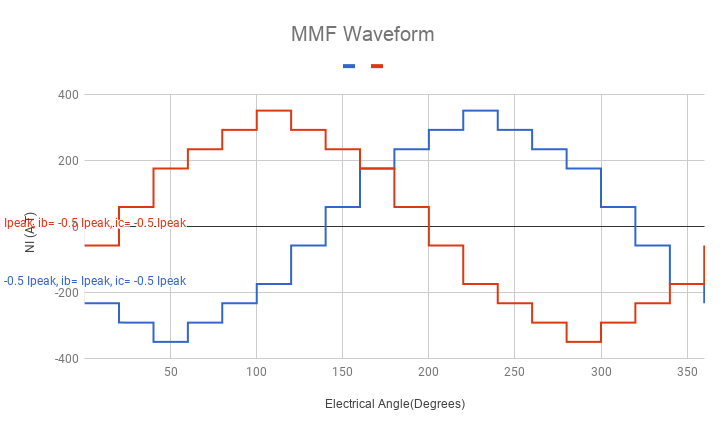 MMF Waveform
400
200
0
-200
-400
NI (A.T)
Ipeak, ib= -0.5 Ipeak, ic= -0.5 Ipeak
-0.5 Ipeak, ib= Ipeak, ic= -0.5 Ipeak
50 100 150 200 250 300 350
Electrical Angle(Degrees)